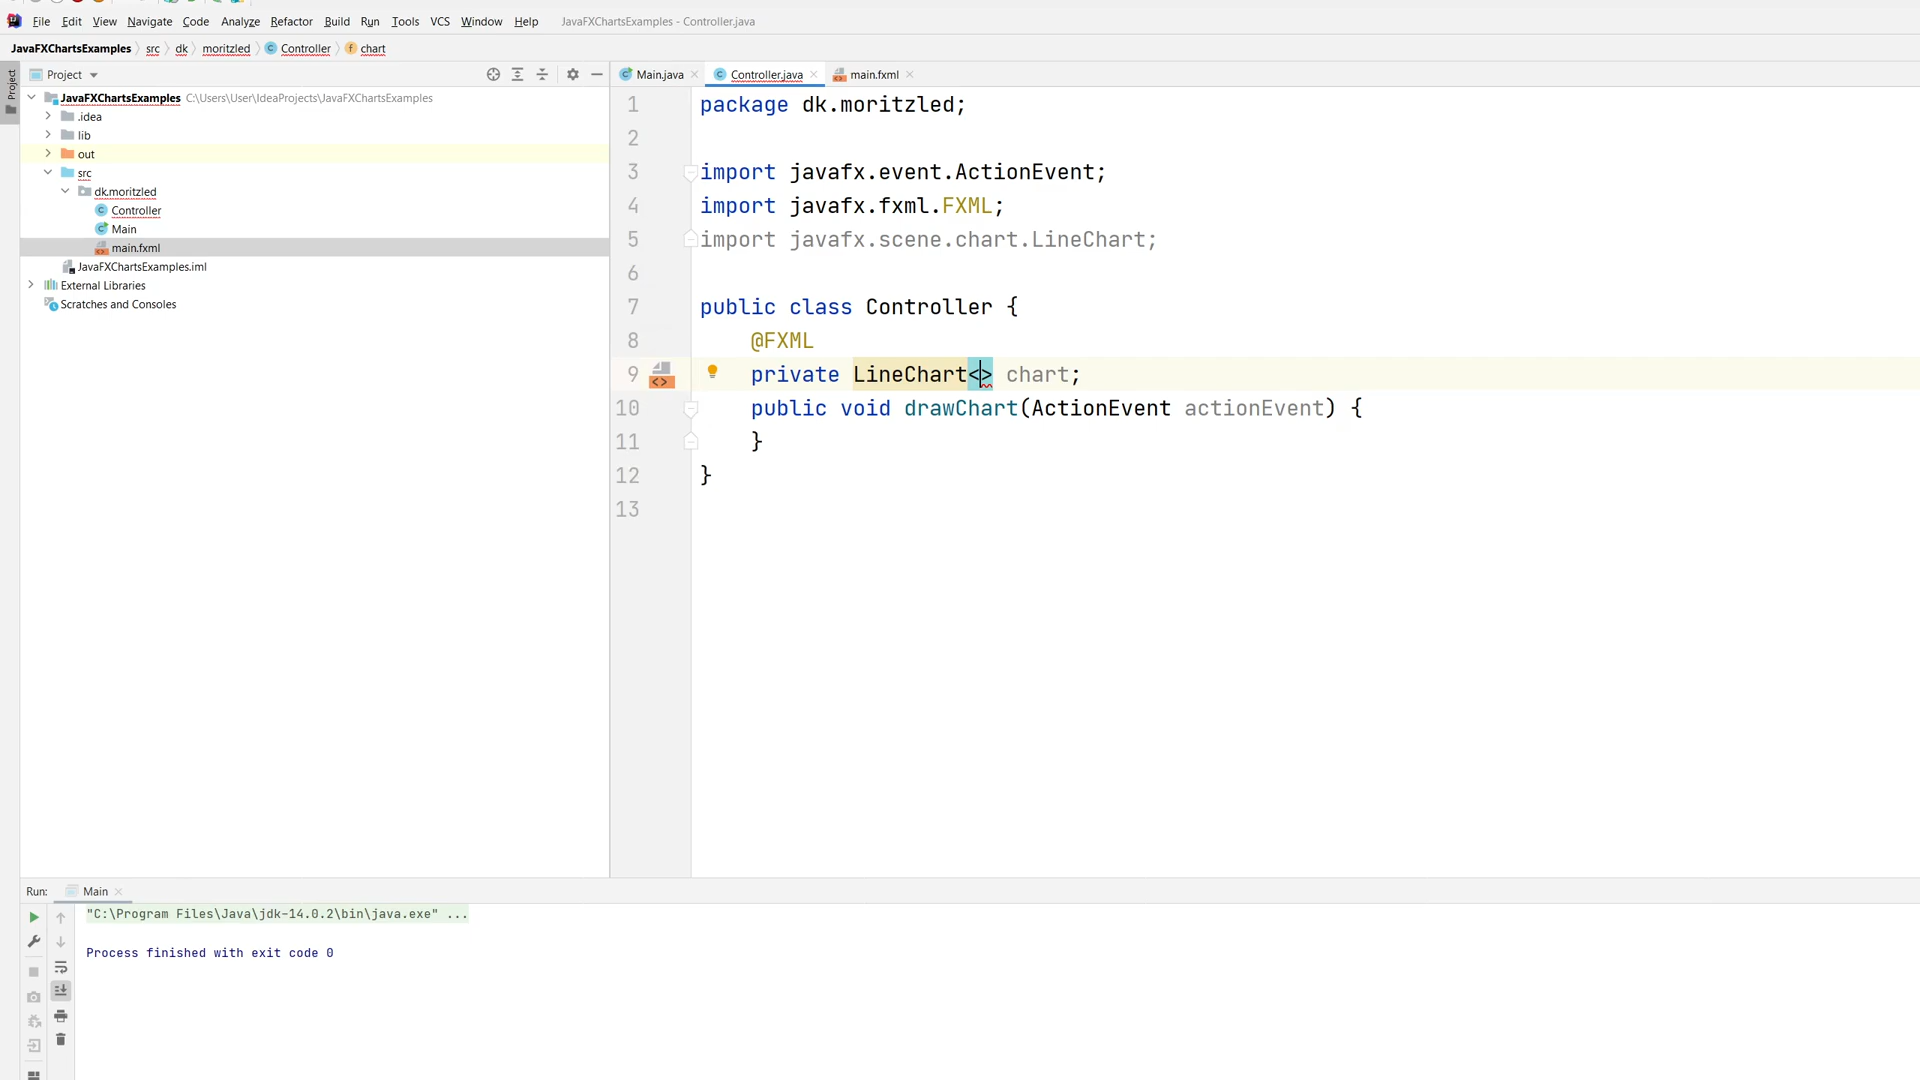 File Edit View Navigate Code Analyze Refactor Build Run Tools VCS Window Help JavaFXChartsExamples - Controller.java
JavaFXChartsExamples src dk moritzled Controller chart
Project
Project
JavaFXChartsExamples C:\Users\User\IdeaProjects\JavaFXChartsExamples
.idea
lib
out
src
dk.moritzled
Controller
Main
main.fxml
JavaFXChartsExamples.iml
External Libraries
Scratches and Consoles
Main.java Controller.java main.fxml
1 package dk.moritzled;
2
3 import javafx.event.ActionEvent;
4 import javafx.fxml.FXML;
5 import javafx.scene.chart.LineChart;
6
7 public class Controller {
8 @FXML
9 private LineChart<> chart;
10 public void drawChart(ActionEvent actionEvent) {
11 }
12 }
13
Run: Main
"C:\Program Files\Java\jdk-14.0.2\bin\java.exe" ...
Process finished with exit code 0